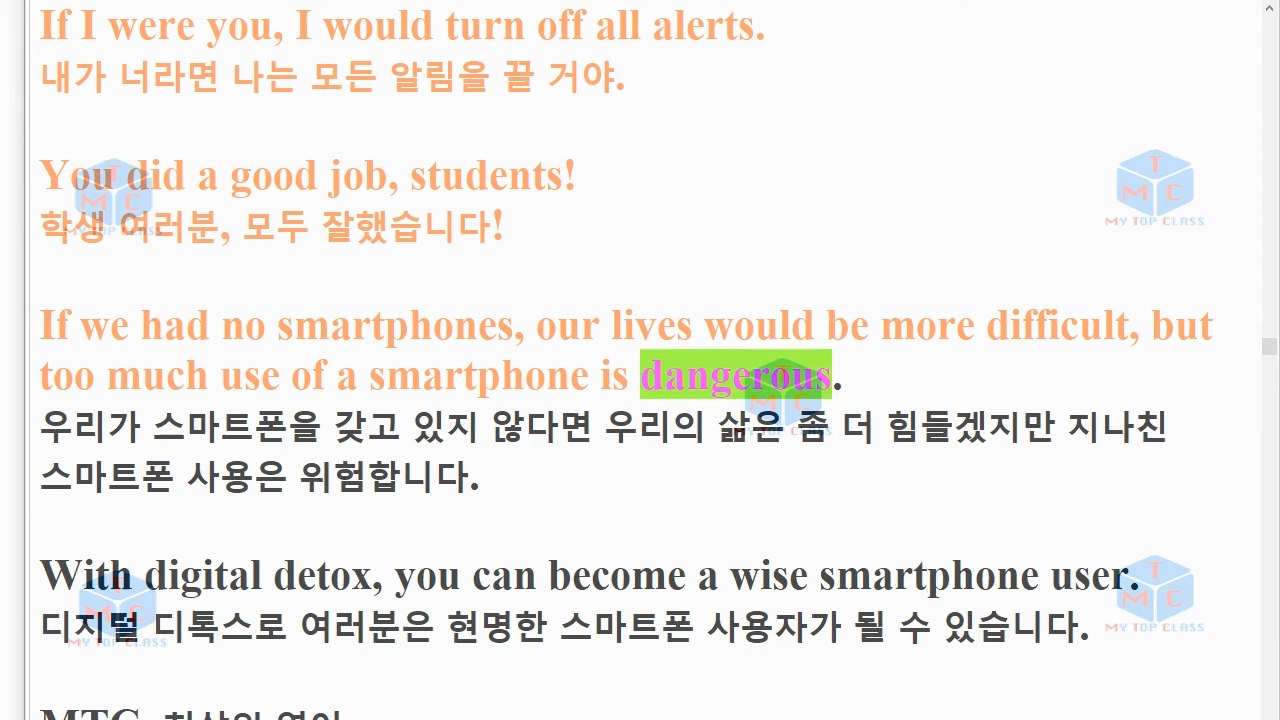 If I were you, I would turn off all alerts.
내가 너라면 나는 모든 알림을 끌 거야.
You did a good job, students!
학생 여러분, 모두 잘했습니다!
T
M C
MY TOP CLASS
T
M C
MY TOP CLASS
If we had no smartphones, our lives would be more difficult, but
too much use of a smartphone is dangerous.
우리가 스마트폰을 갖고 있지 않다면 우리의 삶은 좀 더 힘들겠지만 지나친
스마트폰 사용은 위험합니다.
With digital detox, you can become a wise smartphone user.
디지털 디톡스로 여러분은 현명한 스마트폰 사용자가 될 수 있습니다.
T
M C
MY TOP CLASS
T
M C
MY TOP CLASS
MTC